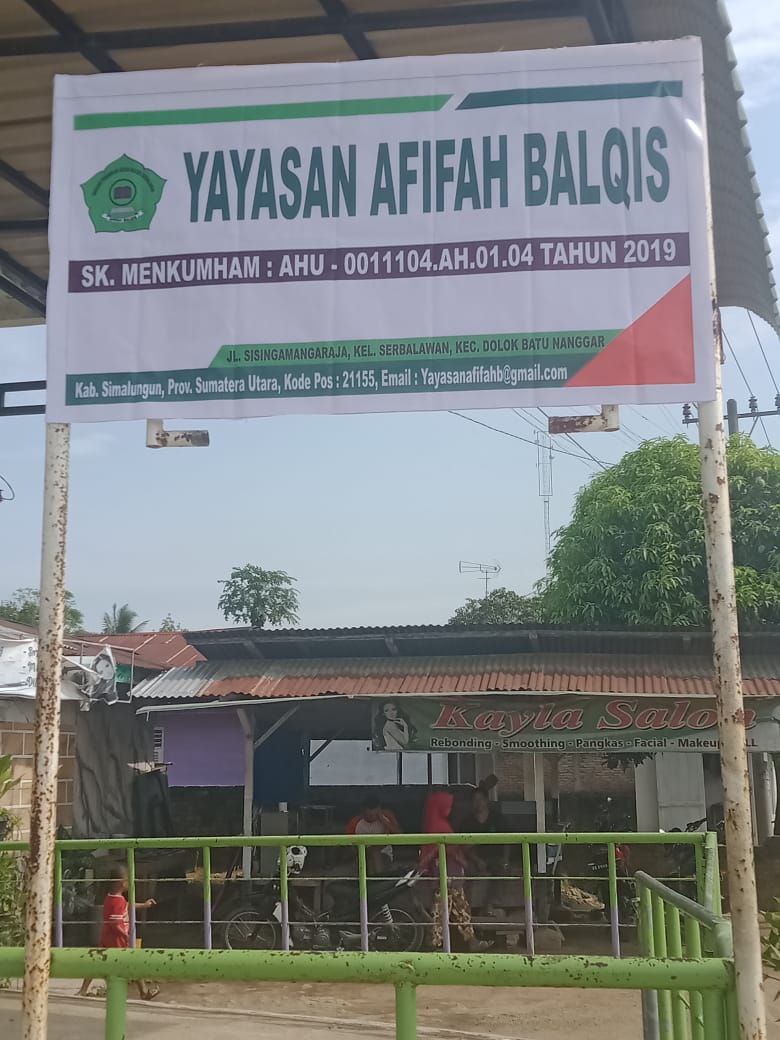 YAYASAN AFIFAH BALQIS
SK. MENKUMHAM : AHU - 0011104.AH.01.04 TAHUN 2019
JL. SISINGAMANGARAJA, KEL. SERBALAWAN, KEC. DOLOK BATU NANGGAR
Kab. Simalungun, Prov. Sumatera Utara, Kode Pos : 21155, Email : Yayasanafifahb@gmail.com
Kayla Salon
Rebonding - Smoothing - Pangkas - Facial - Makeup